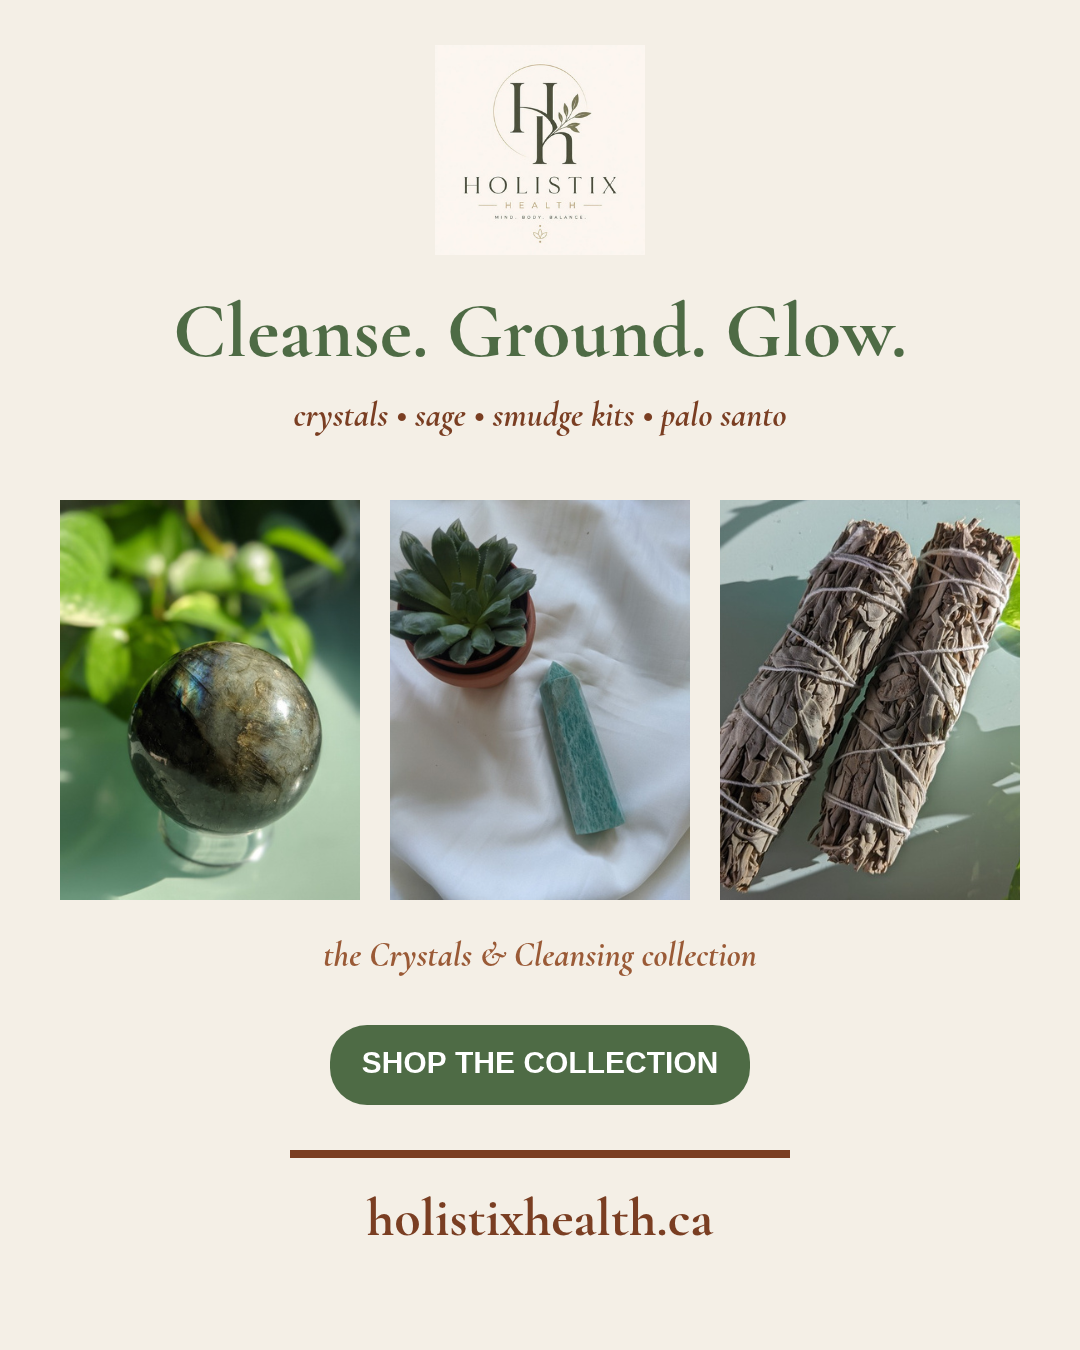 Hh
HOLISTIX
HEALTH
MIND. BODY. BALANCE.
Cleanse. Ground. Glow.
crystals • sage • smudge kits • palo santo
the Crystals & Cleansing collection
SHOP THE COLLECTION
holistixhealth.ca